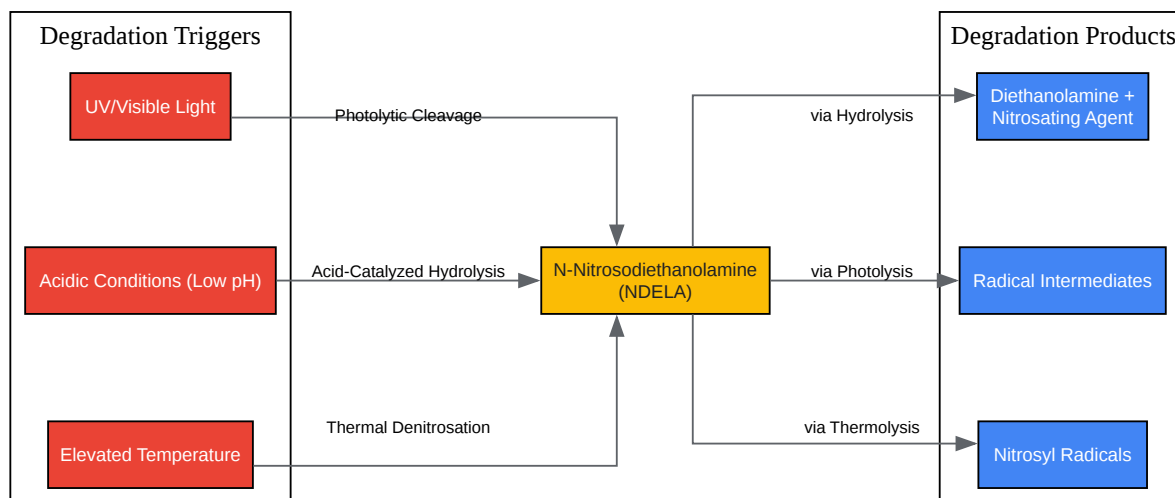 Degradation Triggers
Degradation Products
UV/Visible Light
Photolytic Cleavage
via Hydrolysis
Diethanolamine +
Nitrosating Agent
Acidic Conditions (Low pH)
Acid-Catalyzed Hydrolysis
N-Nitrosodiethanolamine
(NDELA)
via Photolysis
Radical Intermediates
Elevated Temperature
Thermal Denitrosation
via Thermolysis
Nitrosyl Radicals